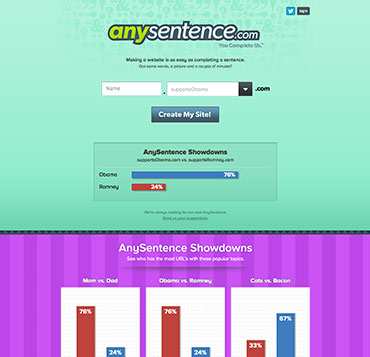 log in
anysentence.com
You Complete Us.™
Making a website is as easy as completing a sentence.
Got some words, a picture and a couple of minutes?
Name . supportsObama .com
Create My Site!
AnySentence Showdowns
supportsObama.com vs. supportsRomney.com
Obama 76%
Romney 24%
We're always looking for our next AnySentence.
Send us your suggestions.
AnySentence Showdowns
See who has the most URL's with these popular topics.
Mom vs. Dad Obama vs. Romney Cats vs. Bacon
76% 24% 76% 24% 33% 67%